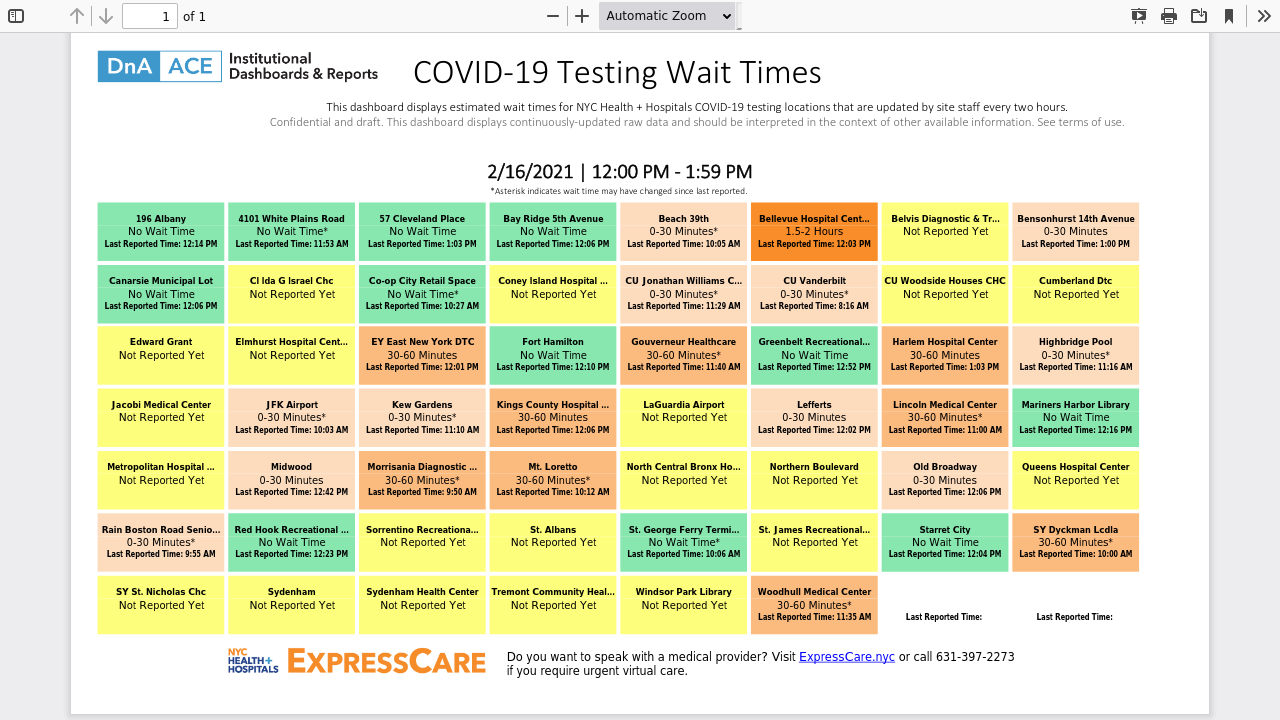 1 of 1 Automatic Zoom
DnA ACE Institutional
Dashboards & Reports
COVID-19 Testing Wait Times
This dashboard displays estimated wait times for NYC Health + Hospitals COVID-19 testing locations that are updated by site staff every two hours.
Confidential and draft. This dashboard displays continuously-updated raw data and should be interpreted in the context of other available information. See terms of use.
2/16/2021 | 12:00 PM - 1:59 PM
*Asterisk indicates wait time may have changed since last reported.
196 Albany
No Wait Time
Last Reported Time: 12:14 PM
4101 White Plains Road
No Wait Time*
Last Reported Time: 11:53 AM
57 Cleveland Place
No Wait Time
Last Reported Time: 1:03 PM
Bay Ridge 5th Avenue
No Wait Time
Last Reported Time: 12:06 PM
Beach 39th
0-30 Minutes*
Last Reported Time: 10:05 AM
Bellevue Hospital Cent...
1.5-2 Hours
Last Reported Time: 12:03 PM
Belvis Diagnostic & Tr...
Not Reported Yet
Bensonhurst 14th Avenue
0-30 Minutes
Last Reported Time: 1:00 PM
Canarsie Municipal Lot
No Wait Time
Last Reported Time: 12:06 PM
Cl Ida G Israel Chc
Not Reported Yet
Co-op City Retail Space
No Wait Time*
Last Reported Time: 10:27 AM
Coney Island Hospital ...
Not Reported Yet
CU Jonathan Williams C...
0-30 Minutes*
Last Reported Time: 11:29 AM
CU Vanderbilt
0-30 Minutes*
Last Reported Time: 8:16 AM
CU Woodside Houses CHC
Not Reported Yet
Cumberland Dtc
Not Reported Yet
Edward Grant
Not Reported Yet
Elmhurst Hospital Cent...
Not Reported Yet
EY East New York DTC
30-60 Minutes
Last Reported Time: 12:01 PM
Fort Hamilton
No Wait Time
Last Reported Time: 12:10 PM
Gouverneur Healthcare
30-60 Minutes*
Last Reported Time: 11:40 AM
Greenbelt Recreational...
No Wait Time
Last Reported Time: 12:52 PM
Harlem Hospital Center
30-60 Minutes
Last Reported Time: 1:03 PM
Highbridge Pool
0-30 Minutes*
Last Reported Time: 11:16 AM
Jacobi Medical Center
Not Reported Yet
JFK Airport
0-30 Minutes*
Last Reported Time: 10:03 AM
Kew Gardens
0-30 Minutes*
Last Reported Time: 11:10 AM
Kings County Hospital ...
30-60 Minutes
Last Reported Time: 12:06 PM
LaGuardia Airport
Not Reported Yet
Lefferts
0-30 Minutes
Last Reported Time: 12:02 PM
Lincoln Medical Center
30-60 Minutes*
Last Reported Time: 11:00 AM
Mariners Harbor Library
No Wait Time
Last Reported Time: 12:16 PM
Metropolitan Hospital ...
Not Reported Yet
Midwood
0-30 Minutes
Last Reported Time: 12:42 PM
Morrisania Diagnostic ...
30-60 Minutes*
Last Reported Time: 9:50 AM
Mt. Loretto
30-60 Minutes*
Last Reported Time: 10:12 AM
North Central Bronx Ho...
Not Reported Yet
Northern Boulevard
Not Reported Yet
Old Broadway
0-30 Minutes
Last Reported Time: 12:06 PM
Queens Hospital Center
Not Reported Yet
Rain Boston Road Senio...
0-30 Minutes*
Last Reported Time: 9:55 AM
Red Hook Recreational ...
No Wait Time
Last Reported Time: 12:23 PM
Sorrentino Recreationa...
Not Reported Yet
St. Albans
Not Reported Yet
St. George Ferry Termi...
No Wait Time*
Last Reported Time: 10:06 AM
St. James Recreational...
Not Reported Yet
Starret City
No Wait Time
Last Reported Time: 12:04 PM
SY Dyckman Lcdla
30-60 Minutes*
Last Reported Time: 10:00 AM
SY St. Nicholas Chc
Not Reported Yet
Sydenham
Not Reported Yet
Sydenham Health Center
Not Reported Yet
Tremont Community Heal...
Not Reported Yet
Windsor Park Library
Not Reported Yet
Woodhull Medical Center
30-60 Minutes*
Last Reported Time: 11:35 AM
Last Reported Time:
Last Reported Time:
NYC
HEALTH+
HOSPITALS
EXPRESSCARE
Do you want to speak with a medical provider? Visit ExpressCare.nyc or call 631-397-2273
if you require urgent virtual care.